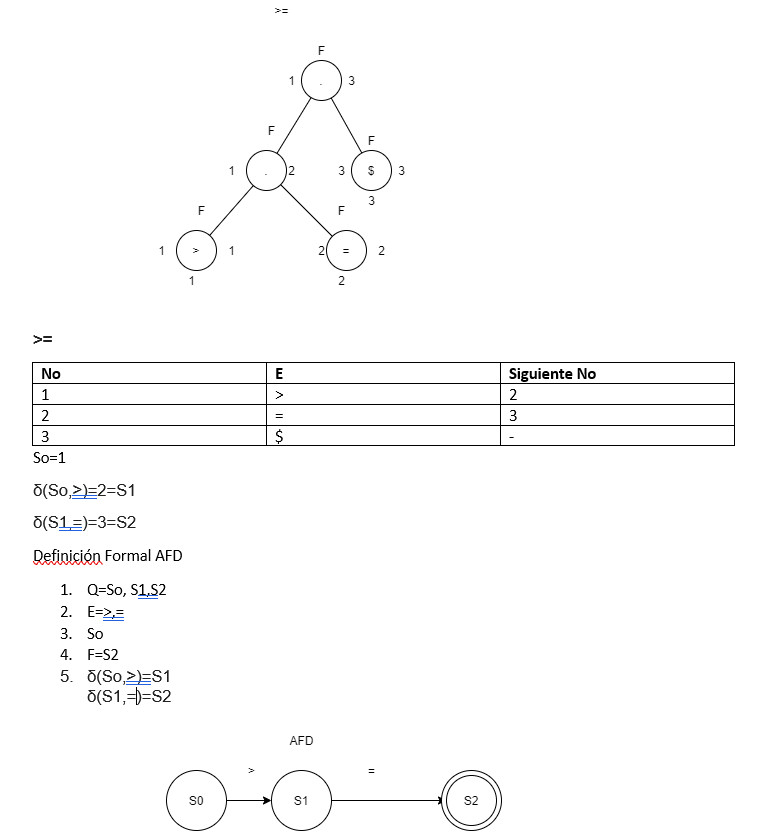 >=
F
1 . 3
F
F
1 . 2
3 $ 3
3
F
F
1 > 1
2 = 2
1
2
>=
No E Siguiente No
1 > 2
2 = 3
3 $ -
So=1
δ(So,>)=2=S1
δ(S1,=)=3=S2
Definición Formal AFD
1. Q=So, S1,S2
2. E=>,=
3. So
4. F=S2
5. δ(So,>)=S1
δ(S1,=)=S2
AFD
> =
S0 S1 S2